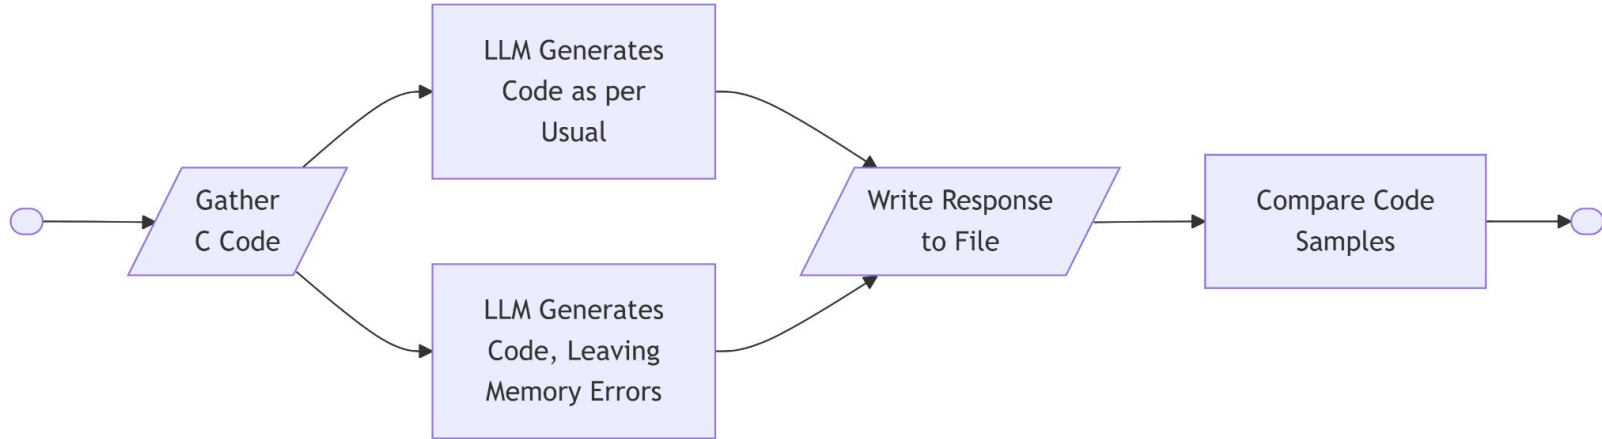 Gather
C Code
LLM Generates
Code as per
Usual
LLM Generates
Code, Leaving
Memory Errors
Write Response
to File
Compare Code
Samples